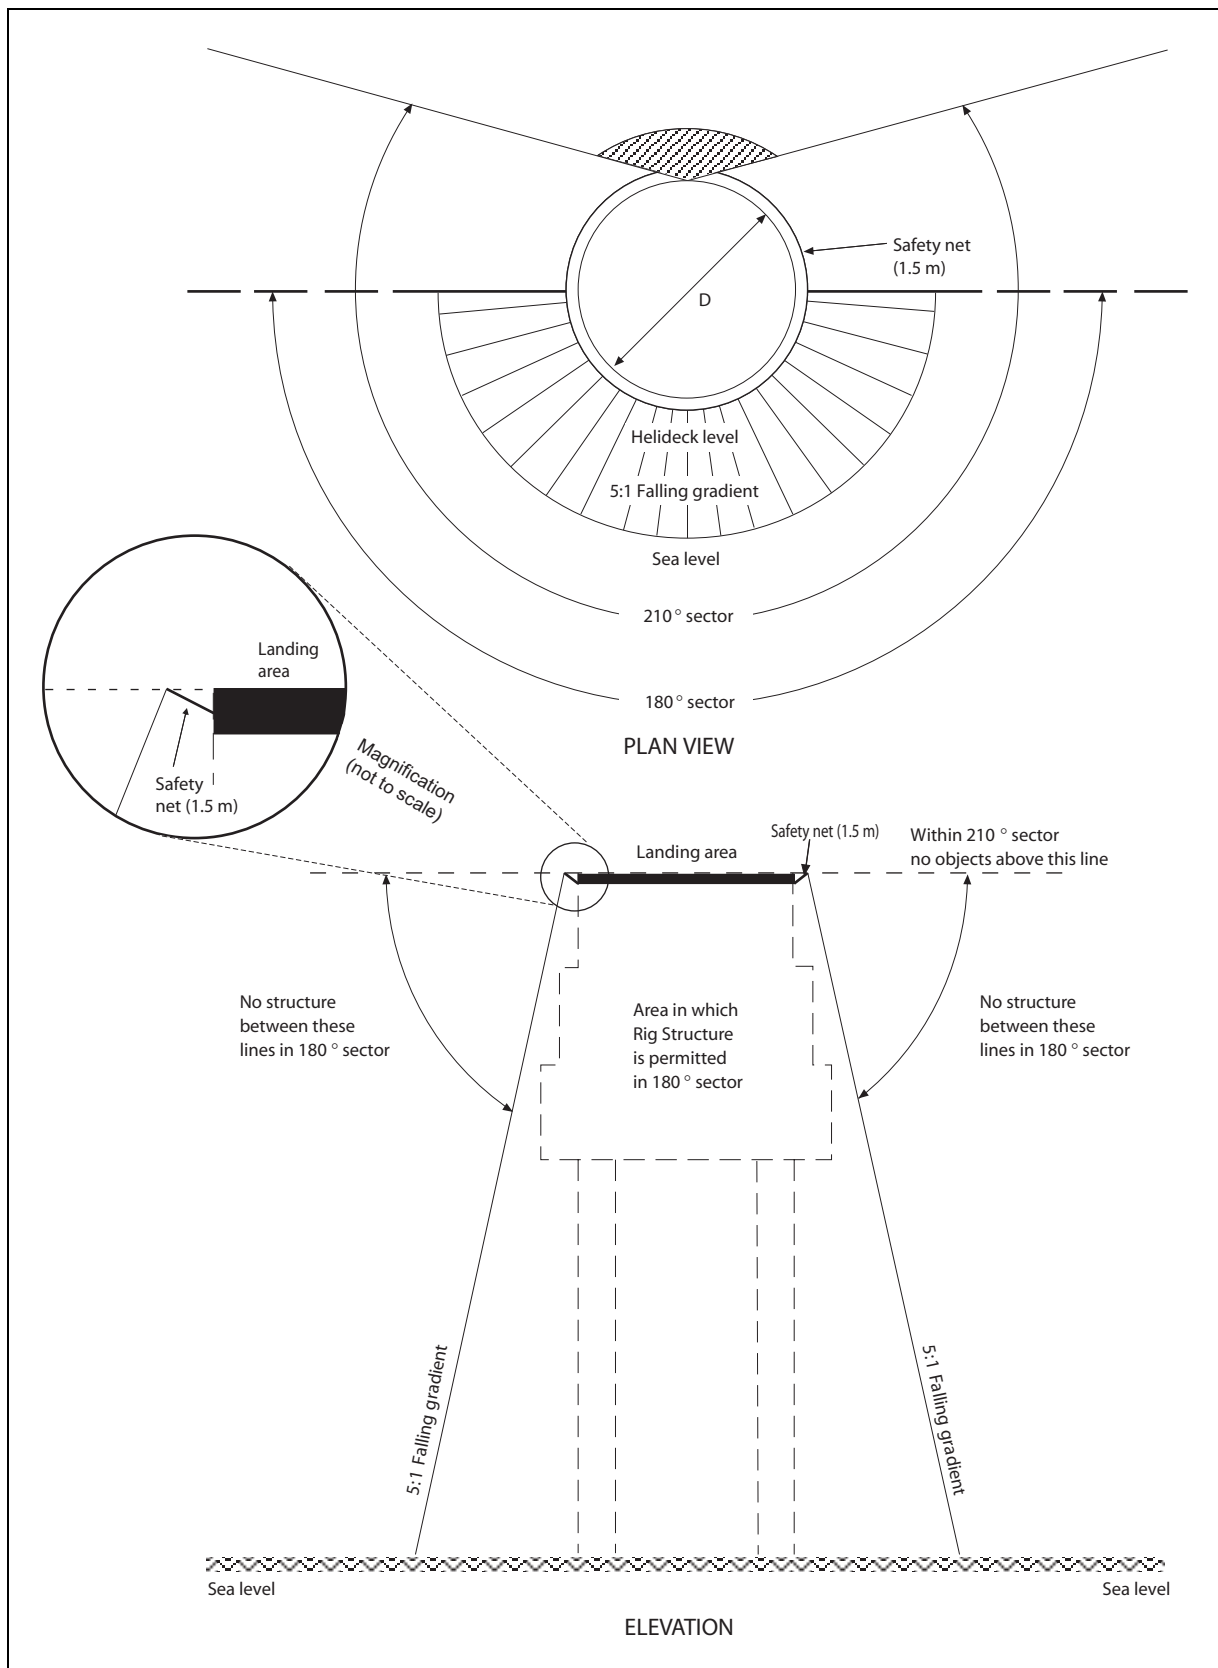 Safety net
(1.5 m)
D
Helideck level
5:1 Falling gradient
Sea level
210° sector
180° sector
PLAN VIEW
Landing
area
Safety
net (1.5 m)
Magnification
(not to scale)
Safety net (1.5 m)
Landing area
Within 210° sector
no objects above this line
No structure
between these
lines in 180° sector
Area in which
Rig Structure
is permitted
in 180° sector
No structure
between these
lines in 180° sector
5:1 Falling gradient
5:1 Falling gradient
Sea level
Sea level
ELEVATION